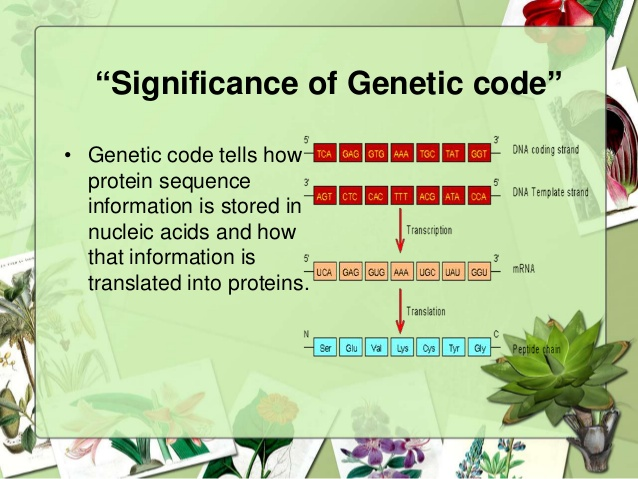 “Significance of Genetic code”
• Genetic code tells how
protein sequence
information is stored in
nucleic acids and how
that information is
translated into proteins.
5' 3'
TCA GAG GTG AAA TGC TAT GGT DNA coding strand
3' 5'
AGT CTC CAC TTT ACG ATA CCA DNA Template strand
Transcription
5' 3'
UCA GAG GUG AAA UGC UAU GGU mRNA
Translation
N C
Ser Glu Val Lys Cys Tyr Gly Peptide chain